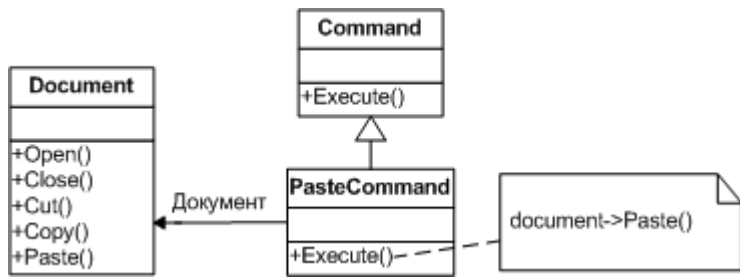 Command
+Execute()
Document
+Open()
+Close()
+Cut()
+Copy()
+Paste()
Документ
PasteCommand
+Execute()
document->Paste()